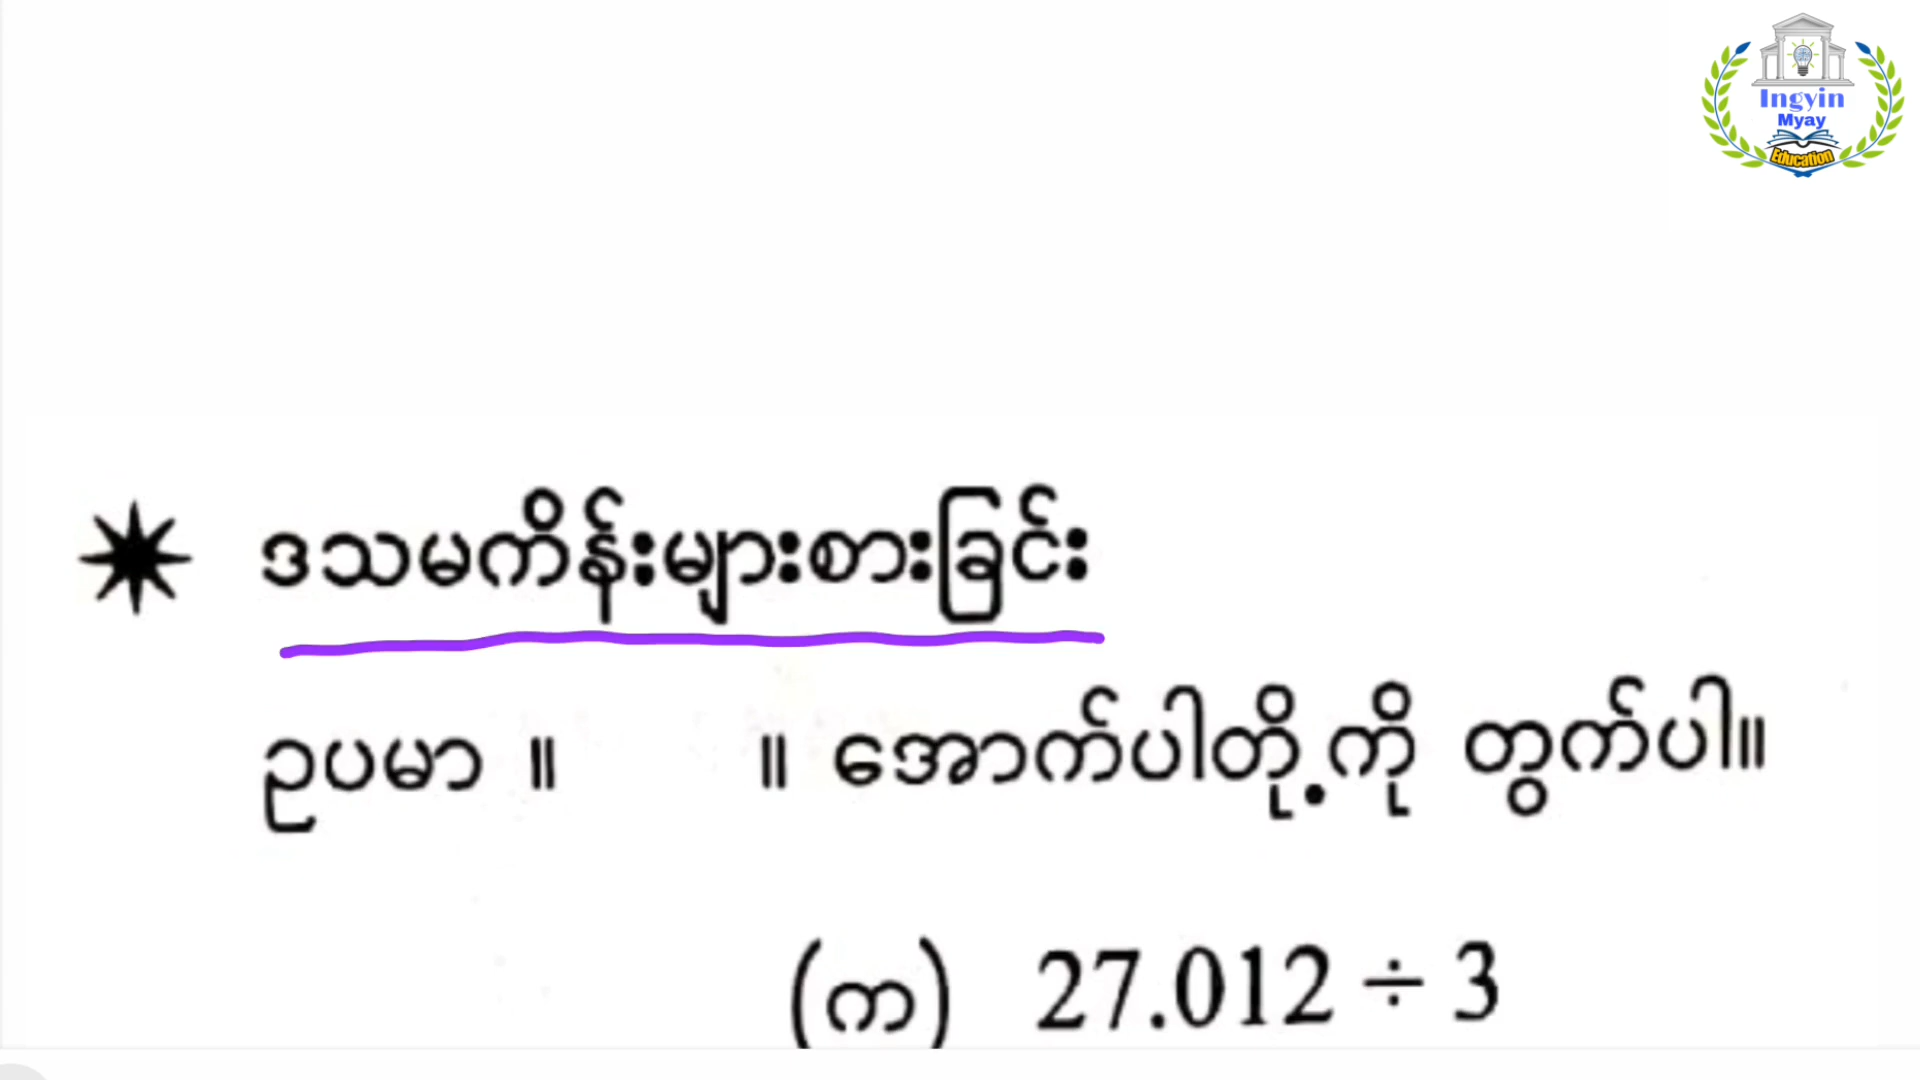 Ingyin
Myay
Education
ဒသမကိန်းများစားခြင်း
ဥပမာ ။ ။ အောက်ပါတို့ကို တွက်ပါ။
(က) 27.012 ÷ 3